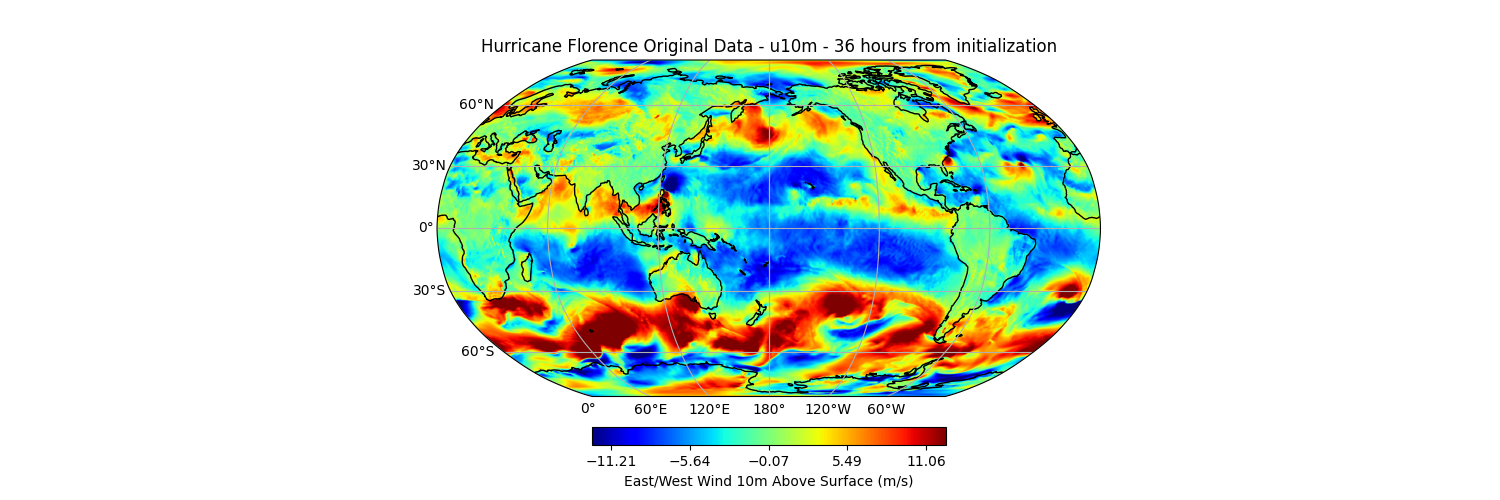 Hurricane Florence Original Data - u10m - 36 hours from initialization
60°N
30°N
0°
30°S
60°S
0° 60°E 120°E 180° 120°W 60°W
−11.21 −5.64 −0.07 5.49 11.06
East/West Wind 10m Above Surface (m/s)